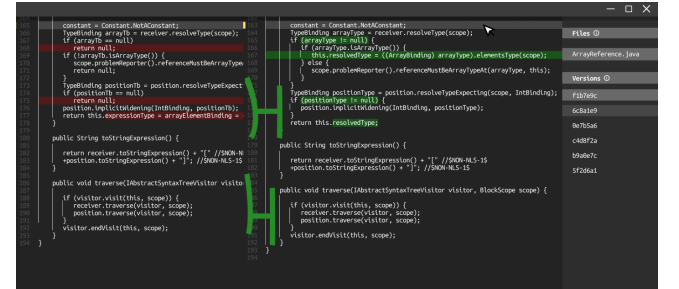 constant = Constant.NotAConstant;
TypeBinding arrayTb = receiver.resolveType(scope);
if (arrayTb == null)
return null;
if (!arrayTb.isArrayType()) {
scope.problemReporter().referenceMustBeArrayType
return null;
}
TypeBinding positionTb = position.resolveTypeExpect
if (positionTb == null)
return null;
position.implicitWidening(IntBinding, positionTb);
return this.expressionType = arrayElementBinding =
}
public String toStringExpression() {
return receiver.toStringExpression() + "[" //$NON-N
+position.toStringExpression() + "]"; //$NON-NLS-1$
}
public void traverse(IAbstractSyntaxTreeVisitor visito
if (visitor.visit(this, scope)) {
receiver.traverse(visitor, scope);
position.traverse(visitor, scope);
}
visitor.endVisit(this, scope);
}
}
constant = Constant.NotAConstant;
TypeBinding arrayType = receiver.resolveType(scope);
if (arrayType != null) {
if (arrayType.isArrayType()) {
this.resolvedType = ((ArrayBinding) arrayType).elementsType(scope);
} else {
scope.problemReporter().referenceMustBeArrayTypeAt(arrayType, this);
}
}
TypeBinding positionType = position.resolveTypeExpecting(scope, IntBinding);
if (positionType != null) {
position.implicitWidening(IntBinding, positionType);
}
return this.resolvedType;
}
public String toStringExpression() {
return receiver.toStringExpression() + "[" //$NON-NLS-1$
+position.toStringExpression() + "]"; //$NON-NLS-1$
}
public void traverse(IAbstractSyntaxTreeVisitor visitor, BlockScope scope) {
if (visitor.visit(this, scope)) {
receiver.traverse(visitor, scope);
position.traverse(visitor, scope);
}
visitor.endVisit(this, scope);
}
}
Files
ArrayReference.java
Versions
f1b7e9c
6c8a1e9
0e7b5a6
c4d8f2a
b9a0e7c
5f2d6a1